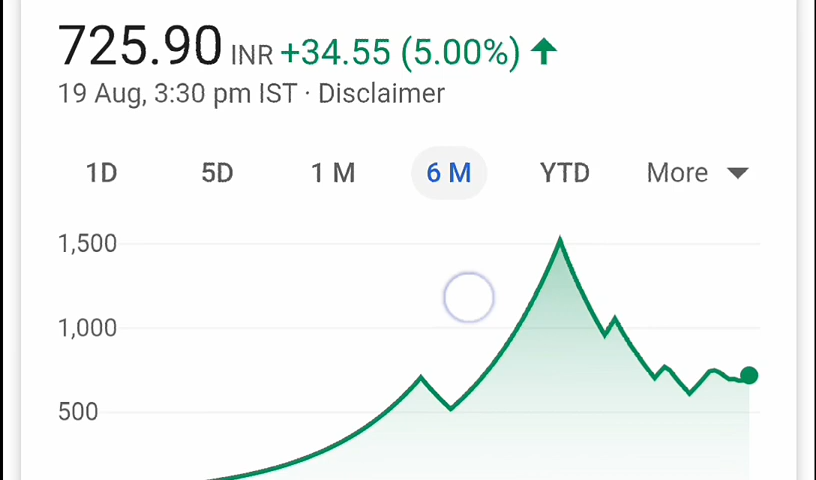 725.90 INR +34.55 (5.00%)
19 Aug, 3:30 pm IST · Disclaimer
1D 5D 1 M 6 M YTD More
1,500
1,000
500